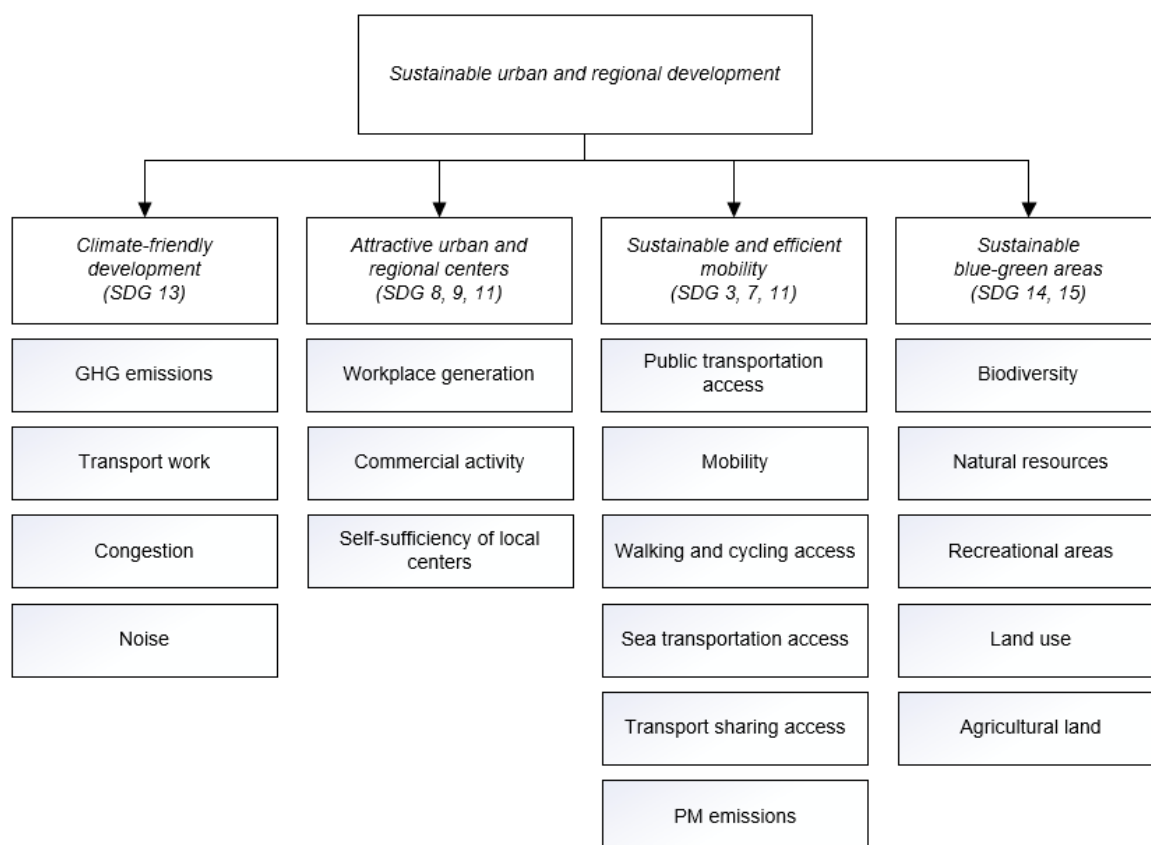 Sustainable urban and regional development
Climate-friendly
development
(SDG 13)
Attractive urban and
regional centers
(SDG 8, 9, 11)
Sustainable and efficient
mobility
(SDG 3, 7, 11)
Sustainable
blue-green areas
(SDG 14, 15)
GHG emissions
Workplace generation
Public transportation
access
Biodiversity
Transport work
Commercial activity
Mobility
Natural resources
Congestion
Self-sufficiency of local
centers
Walking and cycling access
Recreational areas
Noise
Sea transportation access
Land use
Transport sharing access
Agricultural land
PM emissions